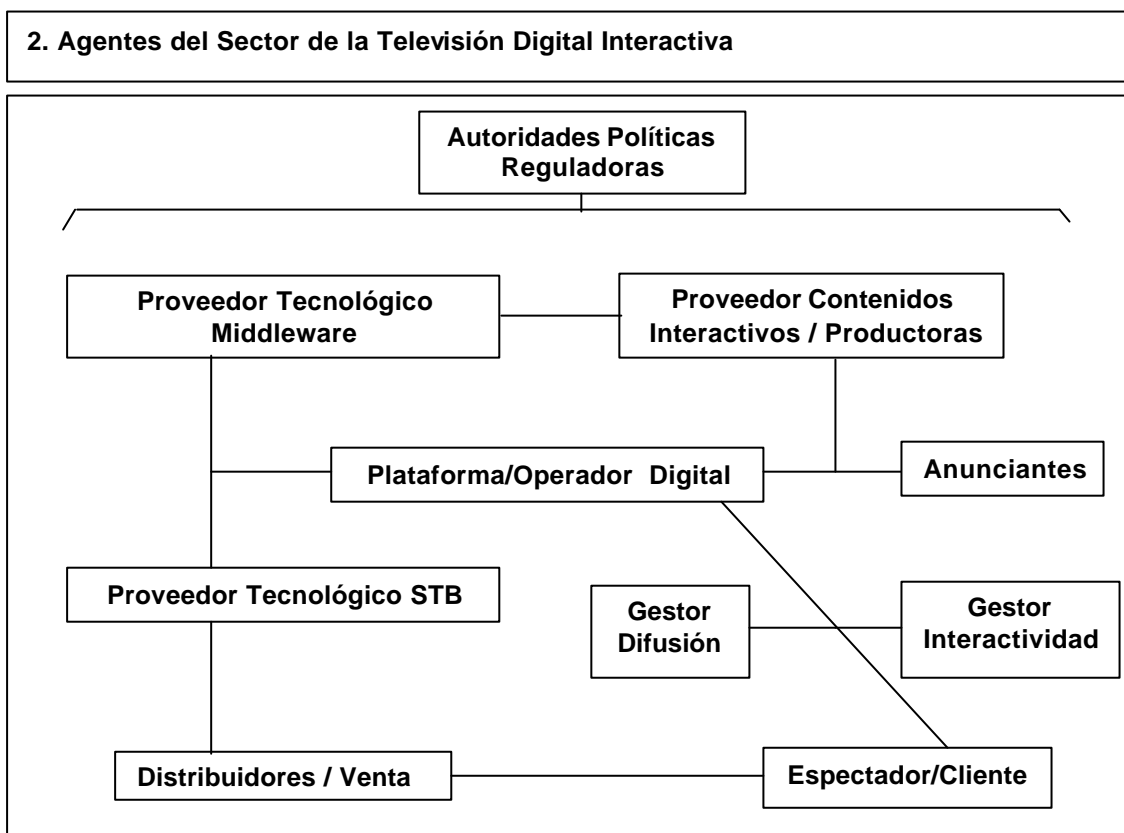 2. Agentes del Sector de la Televisión Digital Interactiva
Autoridades Políticas
Reguladoras
Proveedor Tecnológico
Middleware
Proveedor Contenidos
Interactivos / Productoras
Plataforma/Operador Digital
Anunciantes
Proveedor Tecnológico STB
Gestor
Difusión
Gestor
Interactividad
Distribuidores / Venta
Espectador/Cliente